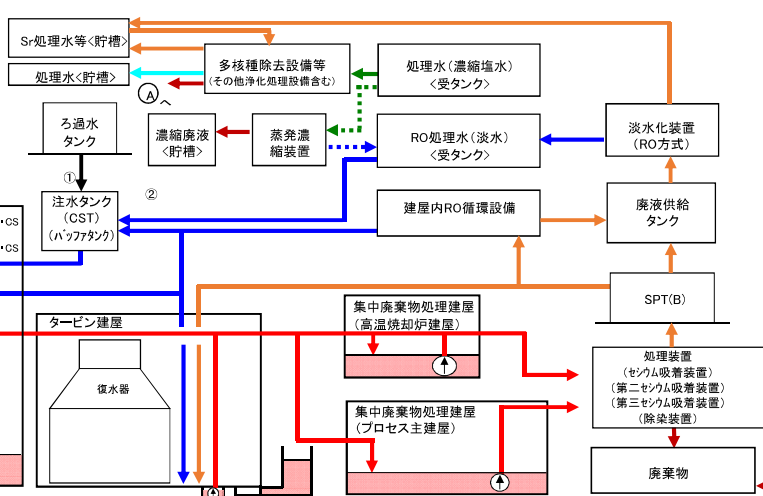 Sr処理水等<貯槽>
多核種除去設備等
(その他浄化処理設備含む)
処理水(濃縮塩水)
<受タンク>
処理水<貯槽>
A
へ
ろ過水
タンク
濃縮廃液
<貯槽>
蒸発濃
縮装置
RO処理水(淡水)
<受タンク>
淡水化装置
(RO方式)
①
②
注水タンク
(CST)
(バッファタンク)
建屋内RO循環設備
廃液供給
タンク
・CS
・CS
SPT(B)
タービン建屋
復水器
集中廃棄物処理建屋
(高温焼却炉建屋)
処理装置
(セシウム吸着装置)
(第二セシウム吸着装置)
(第三セシウム吸着装置)
(除染装置)
集中廃棄物処理建屋
(プロセス主建屋)
廃棄物